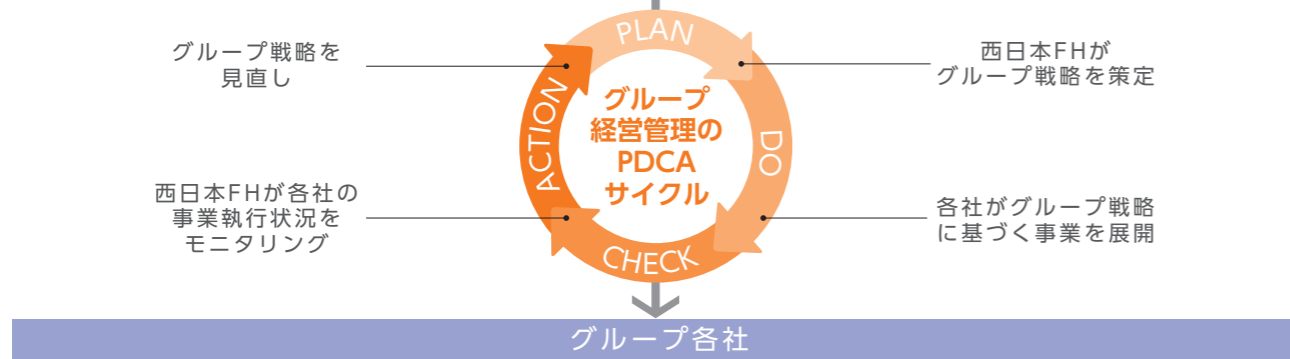 PLAN
グループ戦略を
見直し
西日本FHが
グループ戦略を策定
ACTION
グループ
経営管理の
PDCA
サイクル
DO
西日本FHが各社の
事業執行状況を
モニタリング
各社がグループ戦略
に基づく事業を展開
CHECK
グループ各社